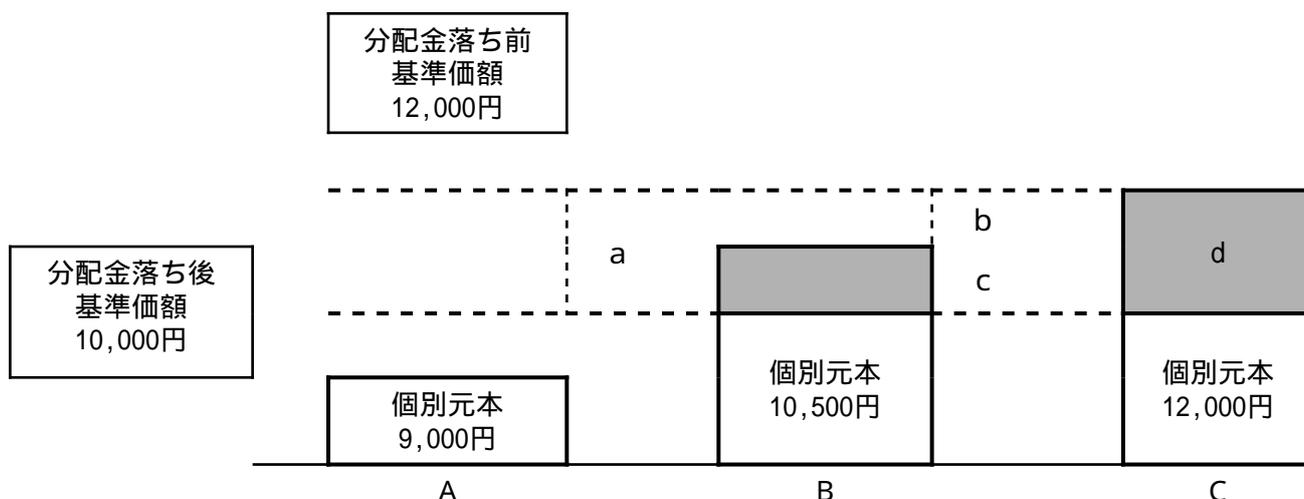 分配金落ち前
基準価額
12,000円
b
a
d
c
分配金落ち後
基準価額
10,000円
個別元本
10,500円
個別元本
12,000円
個別元本
9,000円
A
B
C